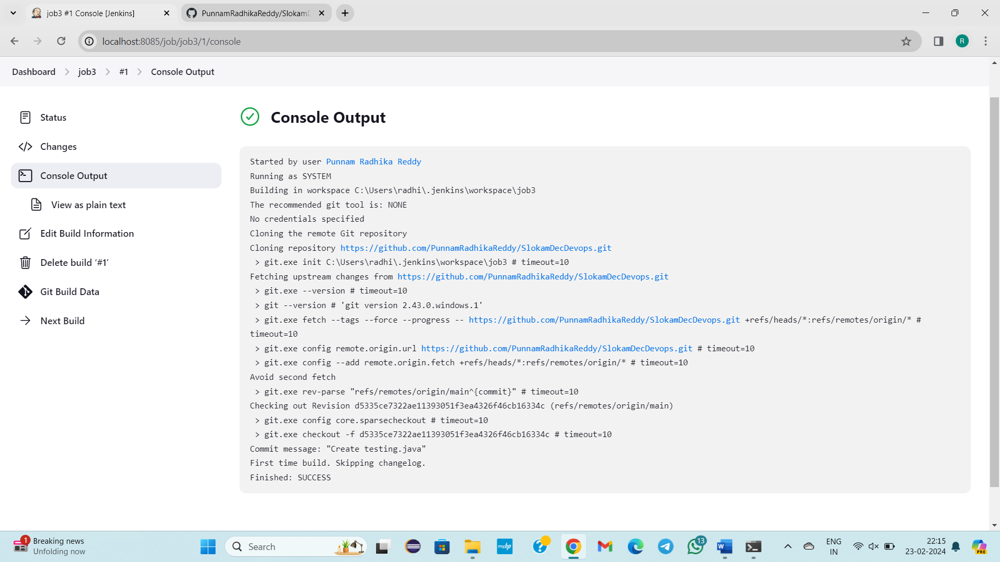 job3 #1 Console [Jenkins]
PunnamRadhikaReddy/SlokamD
localhost:8085/job/job3/1/console
R
Dashboard > job3 > #1 > Console Output
Status
Changes
Console Output
View as plain text
Edit Build Information
Delete build ‘#1’
Git Build Data
Next Build
Console Output
Started by user Punnam Radhika Reddy
Running as SYSTEM
Building in workspace C:\Users\radhi\.jenkins\workspace\job3
The recommended git tool is: NONE
No credentials specified
Cloning the remote Git repository
Cloning repository https://github.com/PunnamRadhikaReddy/SlokamDecDevops.git
 > git.exe init C:\Users\radhi\.jenkins\workspace\job3 # timeout=10
Fetching upstream changes from https://github.com/PunnamRadhikaReddy/SlokamDecDevops.git
 > git.exe --version # timeout=10
 > git --version # 'git version 2.43.0.windows.1'
 > git.exe fetch --tags --force --progress -- https://github.com/PunnamRadhikaReddy/SlokamDecDevops.git +refs/heads/*:refs/remotes/origin/* #
timeout=10
 > git.exe config remote.origin.url https://github.com/PunnamRadhikaReddy/SlokamDecDevops.git # timeout=10
 > git.exe config --add remote.origin.fetch +refs/heads/*:refs/remotes/origin/* # timeout=10
Avoid second fetch
 > git.exe rev-parse "refs/remotes/origin/main^{commit}" # timeout=10
Checking out Revision d5335ce7322ae11393051f3ea4326f46cb16334c (refs/remotes/origin/main)
 > git.exe config core.sparsecheckout # timeout=10
 > git.exe checkout -f d5335ce7322ae11393051f3ea4326f46cb16334c # timeout=10
Commit message: "Create testing.java"
First time build. Skipping changelog.
Finished: SUCCESS
1
Breaking news
Unfolding now
Search
myhp
13
ENG
IN
22:15
23-02-2024
PRE